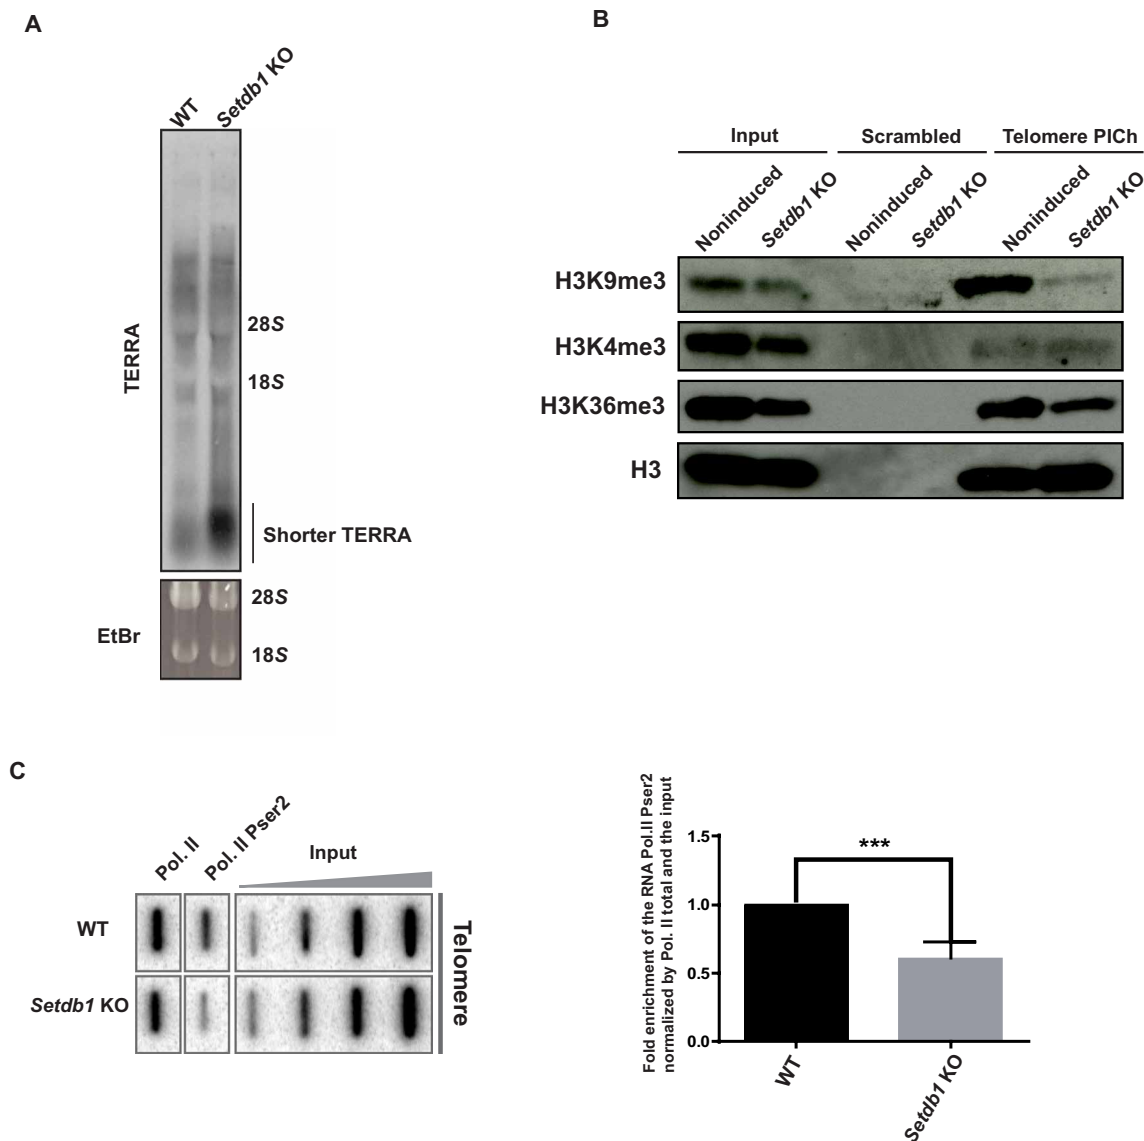 A
WT
Setdb1 KO
TERRA
28S
18S
Shorter TERRA
EtBr
28S
18S
B
Input
Scrambled
Telomere PICh
Noninduced
Setdb1 KO
Noninduced
Setdb1 KO
Noninduced
Setdb1 KO
H3K9me3
H3K4me3
H3K36me3
H3
C
Pol. II
Pol. II Pser2
Input
WT
Setdb1 KO
Telomere
Fold enrichment of the RNA Pol.II Pser2
normalized by Pol. II total and the input
1.5
1.0
0.5
0.0
***
WT
Setdb1 KO